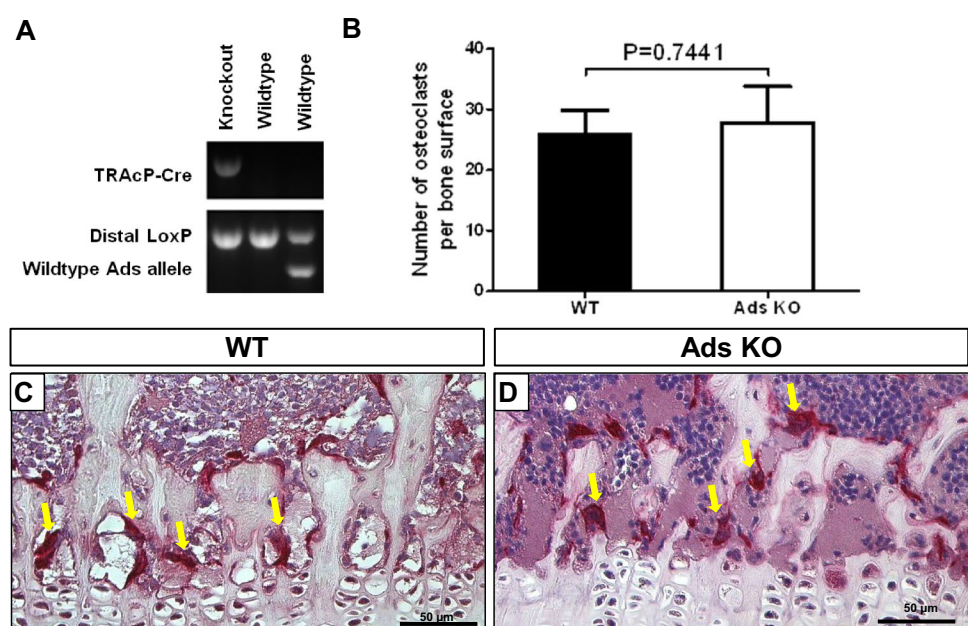 A
Knockout
Wildtype
Wildtype
TRAcP-Cre
Distal LoxP
Wildtype Ads allele
B
P=0.7441
Number of osteoclasts
per bone surface
40
30
20
10
0
WT
Ads KO
WT
Ads KO
C
50 µm
D
50 µm